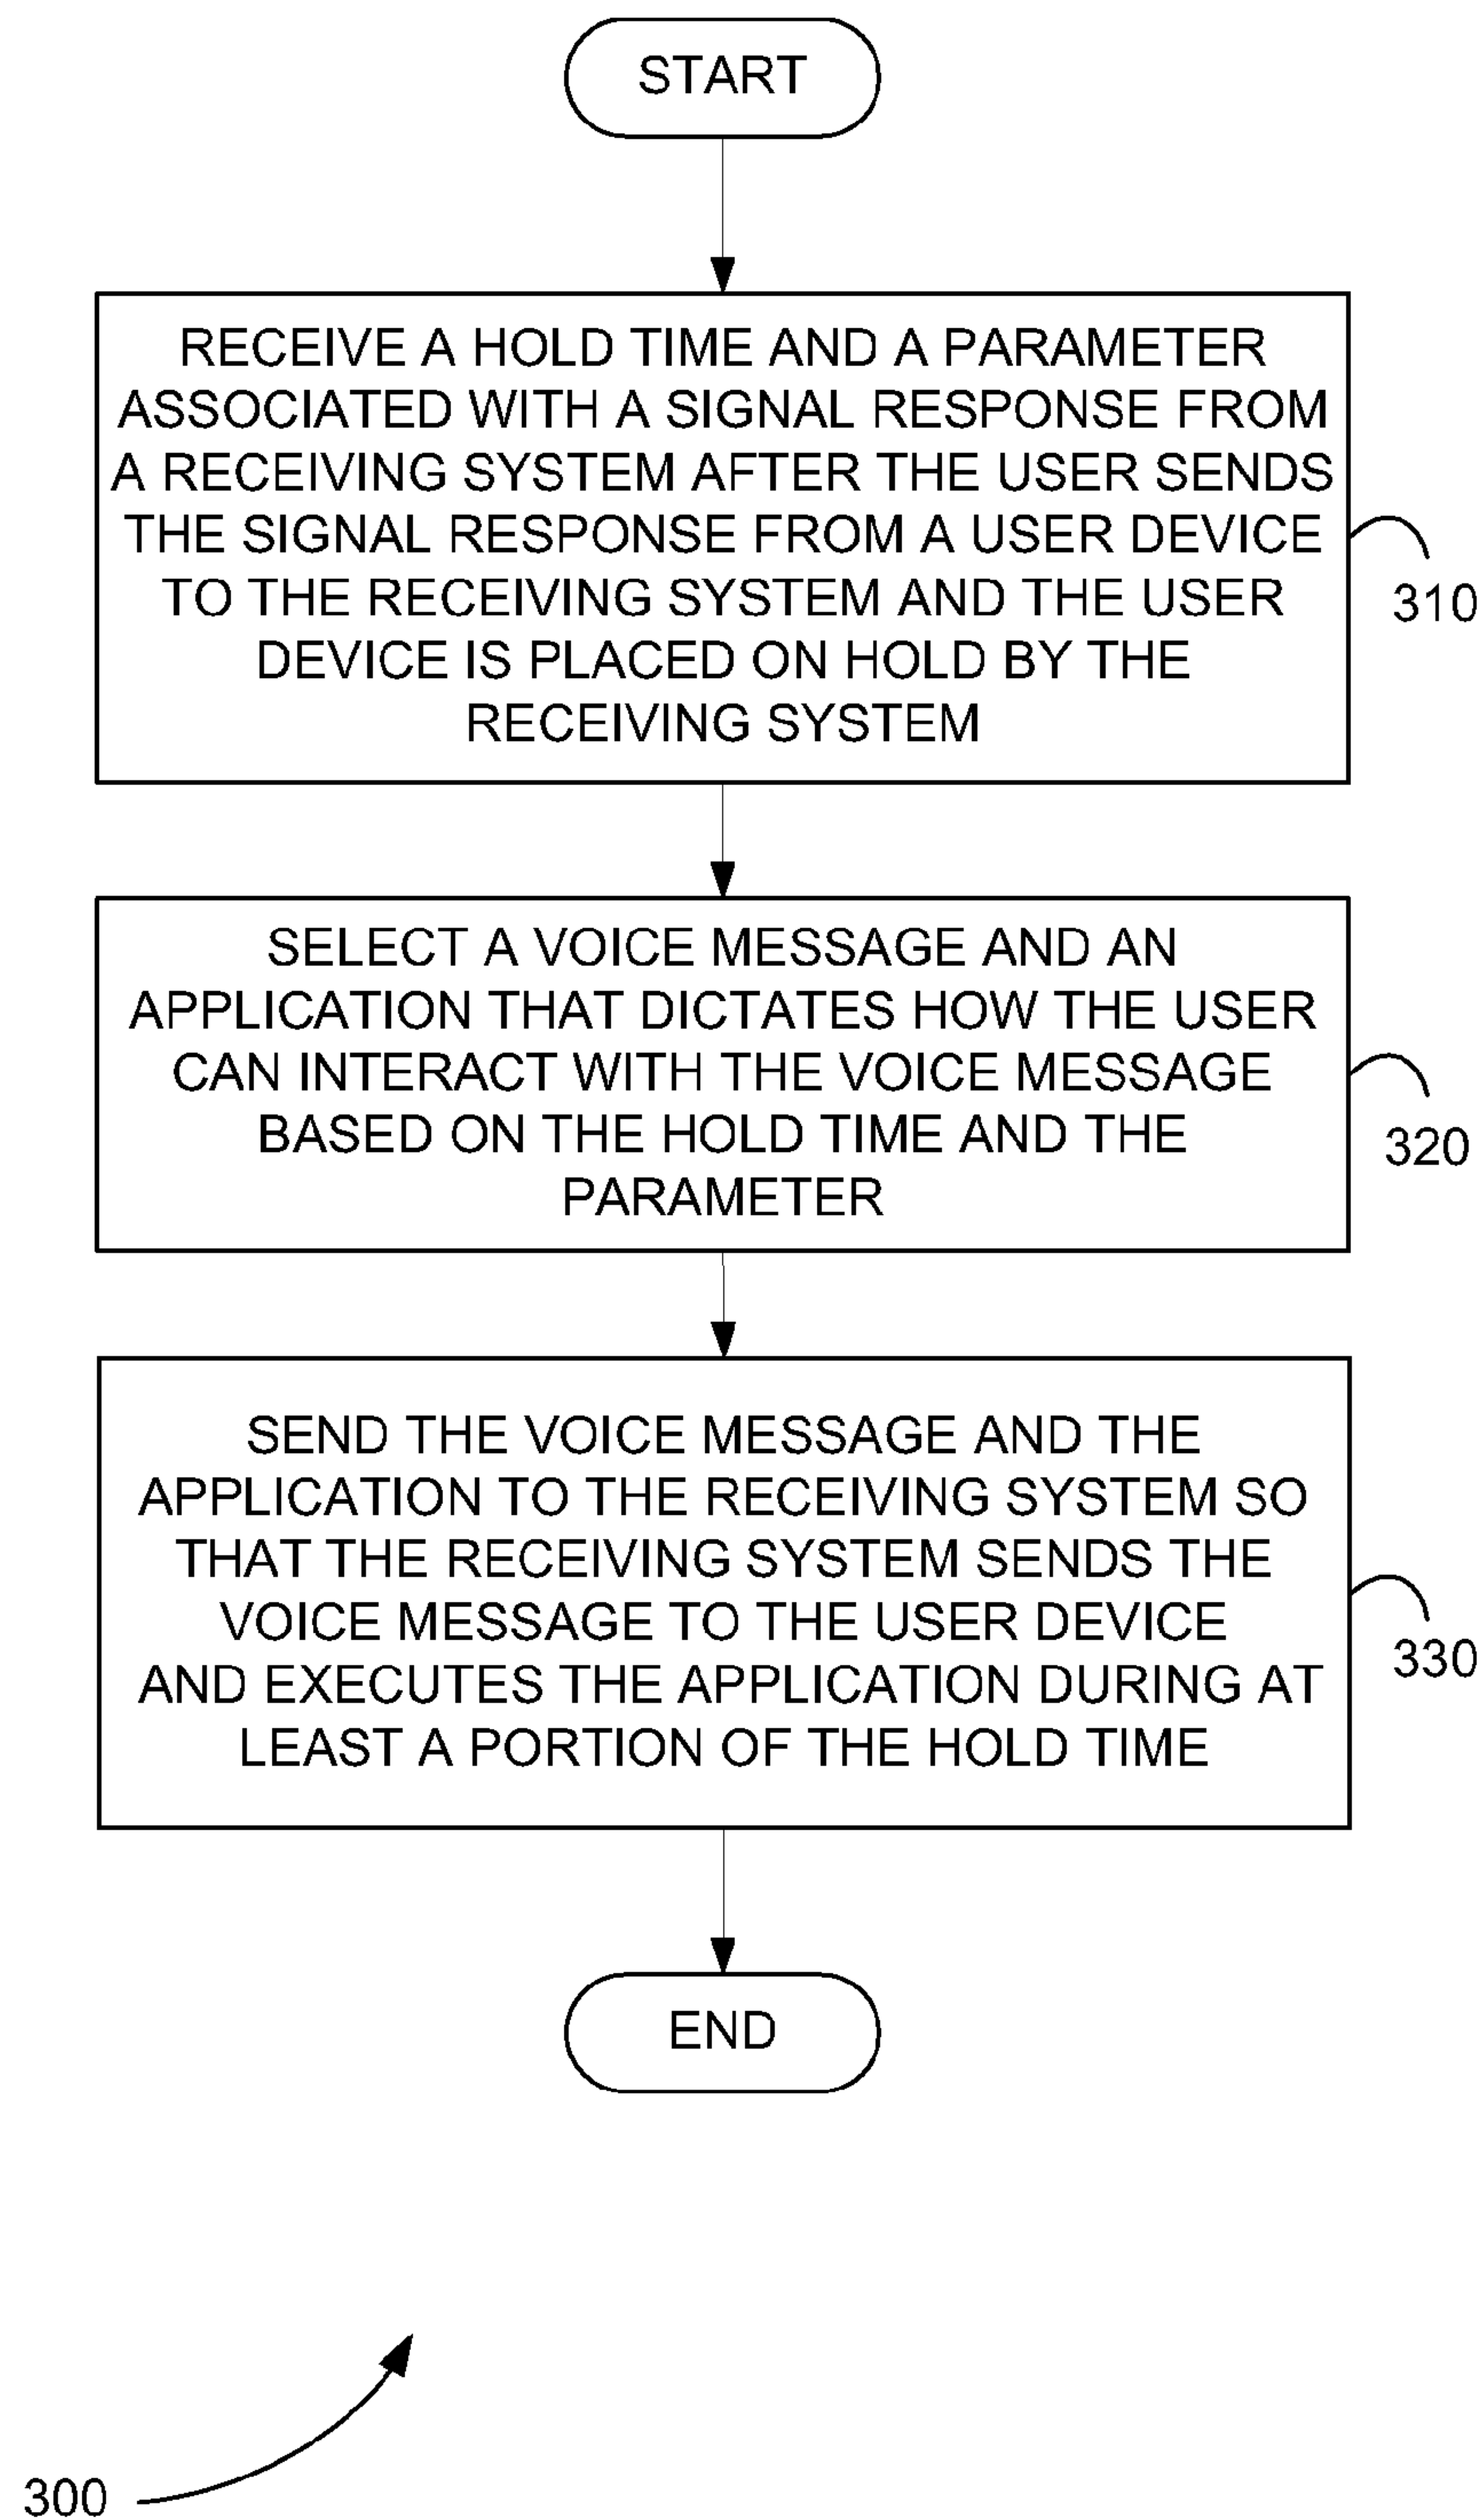 START
RECEIVE A HOLD TIME AND A PARAMETER
ASSOCIATED WITH A SIGNAL RESPONSE FROM
A RECEIVING SYSTEM AFTER THE USER SENDS
THE SIGNAL RESPONSE FROM A USER DEVICE
TO THE RECEIVING SYSTEM AND THE USER
DEVICE IS PLACED ON HOLD BY THE
RECEIVING SYSTEM
310
SELECT A VOICE MESSAGE AND AN
APPLICATION THAT DICTATES HOW THE USER
CAN INTERACT WITH THE VOICE MESSAGE
BASED ON THE HOLD TIME AND THE
PARAMETER
320
SEND THE VOICE MESSAGE AND THE
APPLICATION TO THE RECEIVING SYSTEM SO
THAT THE RECEIVING SYSTEM SENDS THE
VOICE MESSAGE TO THE USER DEVICE
AND EXECUTES THE APPLICATION DURING AT
LEAST A PORTION OF THE HOLD TIME
330
END
300